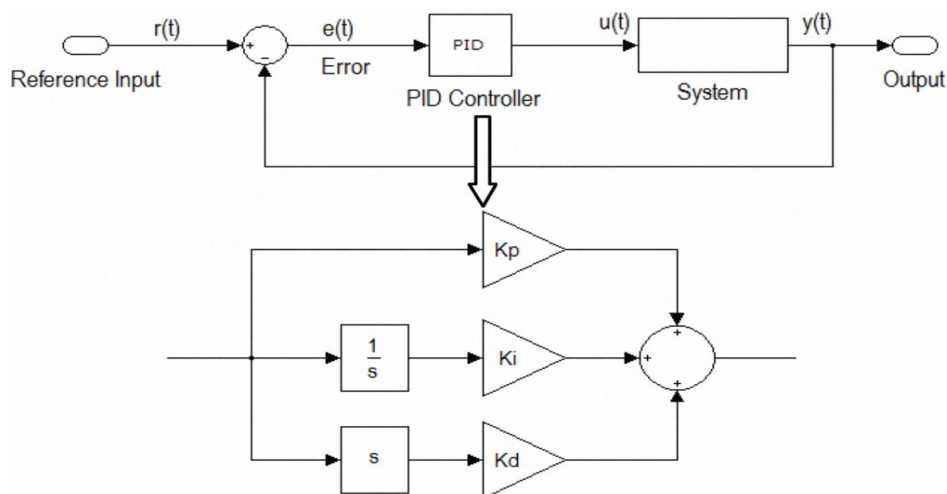 r(t) + − e(t) PID u(t) y(t)
Reference Input Error PID Controller System Output
Kp
+
1
s
Ki + 
+
s
Kd